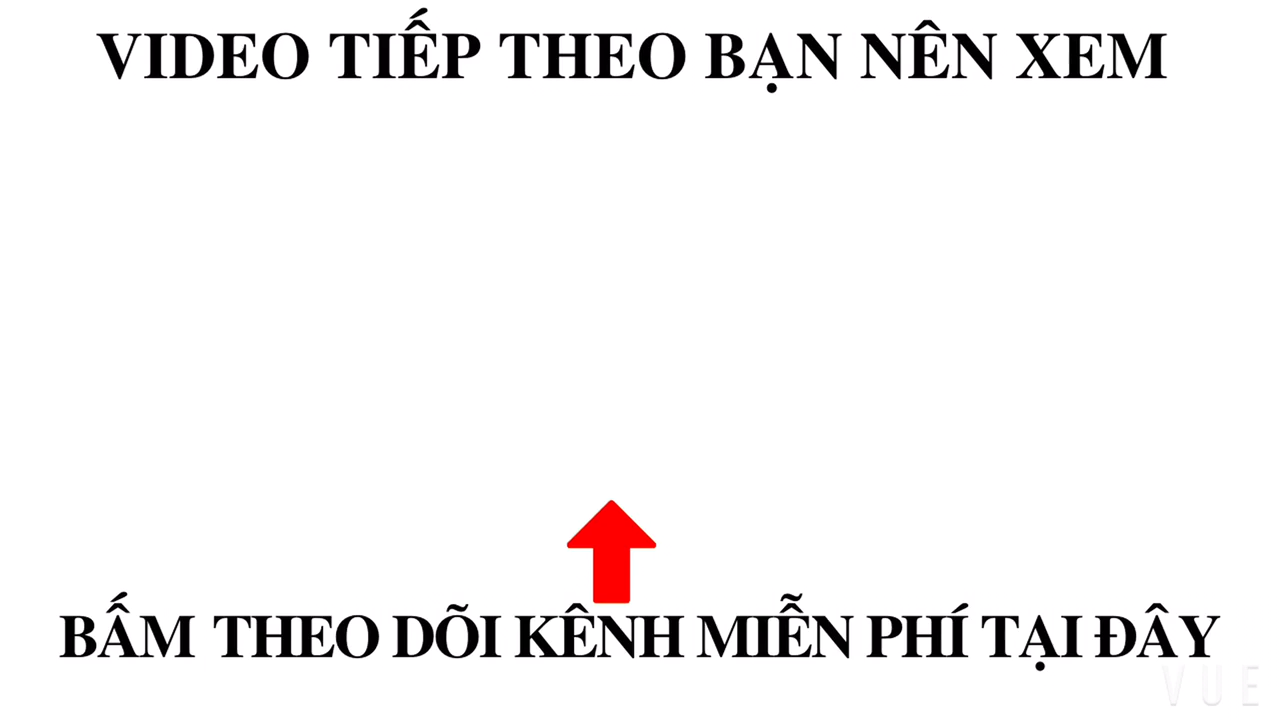 VIDEO TIẾP THEO BẠN NÊN XEM
BẤM THEO DÕI KÊNH MIỄN PHÍ TẠI ĐÂY
VUE